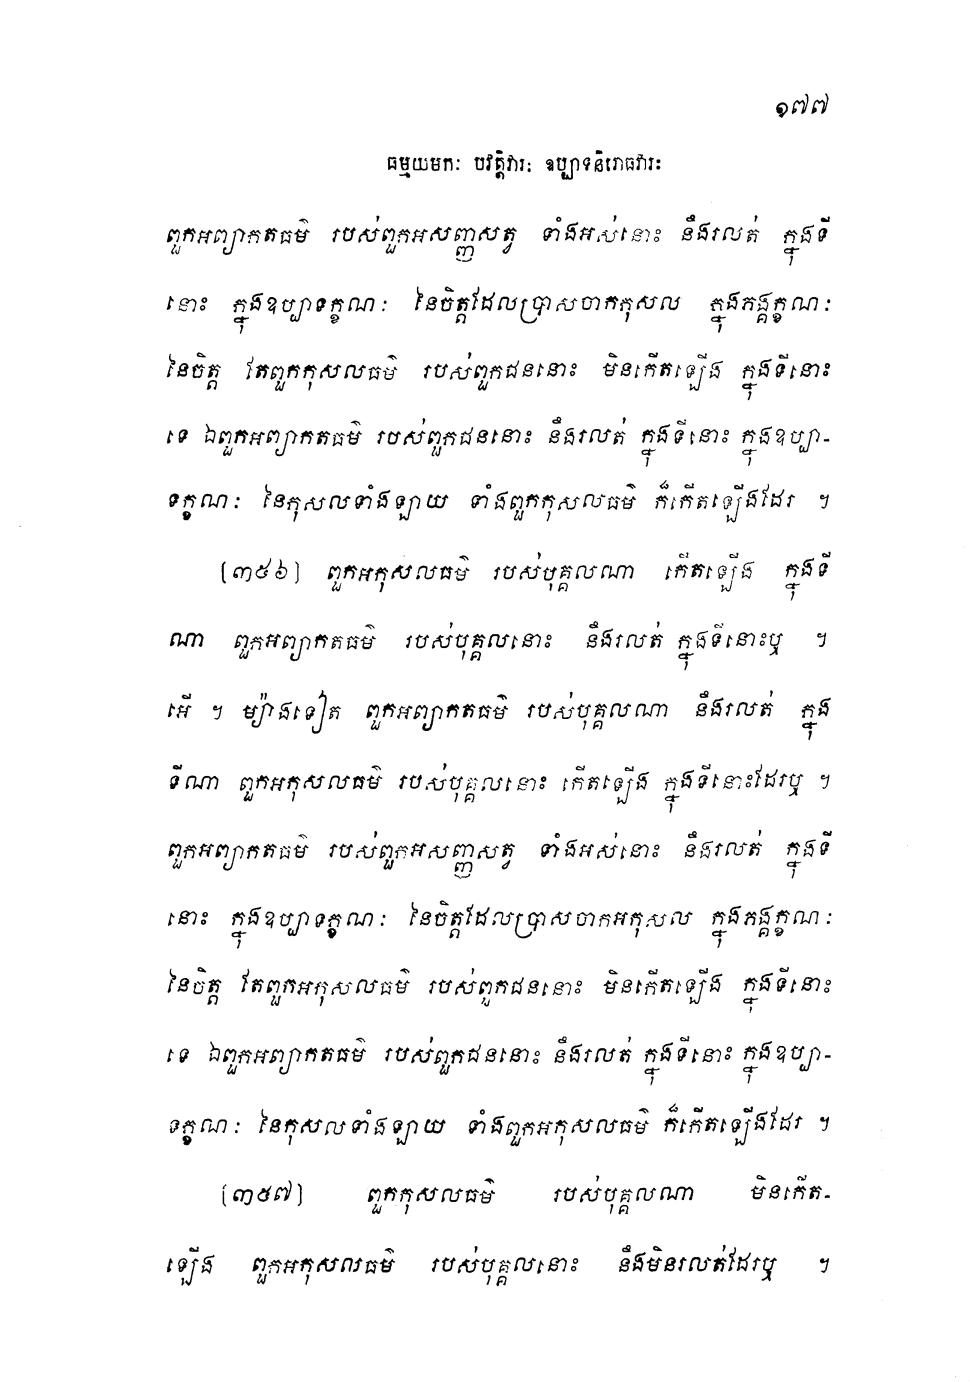 ១៧៧
ធម្មយមកៈ បវត្តិវារៈ ឧប្បាទនិរោធវារៈ
ពួកអព្យាកតធម៌ របស់ពួកអសញ្ញសត្វ ទាំងអស់នោះ នឹងរលត់ ក្នុងទី
នោះ ក្នុងឧប្បាទក្ខណៈ នៃចិត្តដែលប្រាសចាកកុសល ក្នុងភង្គក្ខណៈ
នៃចិត្ត តែពួកកុសលធម៌ របស់ពួកជននោះ មិនកើតឡើង ក្នុងទីនោះ
ទេ ឯពួកអព្យាកតធម៌ របស់ពួកជននោះ នឹងរលត់ ក្នុងទីនោះ ក្នុងឧប្បា-
ទក្ខណៈ នៃកុសលទាំងឡាយ ទាំងពួកកុសលធម៌ ក៏កើតឡើងដែរ ។
[៣៥៦] ពួកអកុសលធម៌ របស់បុគ្គលណា កើតឡើង ក្នុងទី
ណា ពួកអព្យាកតធម៌ របស់បុគ្គលនោះ នឹងរលត់ ក្នុងទីនោះឬ ។
អើ ។ ម្យ៉ាងទៀត ពួកអព្យាកតធម៌ របស់បុគ្គលណា នឹងរលត់ ក្នុង
ទីណា ពួកអកុសលធម៌ របស់បុគ្គលនោះ កើតឡើង ក្នុងទីនោះដែរឬ ។
ពួកអព្យាកតធម៌ របស់ពួកអសញ្ញសត្វ ទាំងអស់នោះ នឹងរលត់ ក្នុងទី
នោះ ក្នុងឧប្បាទក្ខណៈ នៃចិត្តដែលប្រាសចាកអកុសល ក្នុងភង្គក្ខណៈ
នៃចិត្ត តែពួកអកុសលធម៌ របស់ពួកជននោះ មិនកើតឡើង ក្នុងទីនោះ
ទេ ឯពួកអព្យាកតធម៌ របស់ពួកជននោះ នឹងរលត់ ក្នុងទីនោះ ក្នុងឧប្បា-
ទក្ខណៈ នៃកុសលទាំងឡាយ ទាំងពួកអកុសលធម៌ ក៏កើតឡើងដែរ ។
[៣៥៧] ពួកកុសលធម៌ របស់បុគ្គលណា មិនកើត-
ឡើង ពួកអកុសលធម៌ របស់បុគ្គលនោះ នឹងមិនរលត់ដែរឬ ។